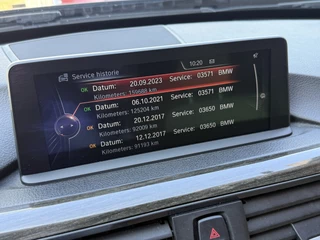 10:20
Service historie
OK Datum: 20.09.2023 Service: 03571 BMW
Kilometers: 159688 km
OK Datum: 06.10.2021 Service: 03571 BMW
Kilometers: 125204 km
OK Datum: 20.12.2017 Service: 03650 BMW
Kilometers: 92009 km
OK Datum: 12.12.2017 Service: 03650 BMW
Kilometers: 91193 km